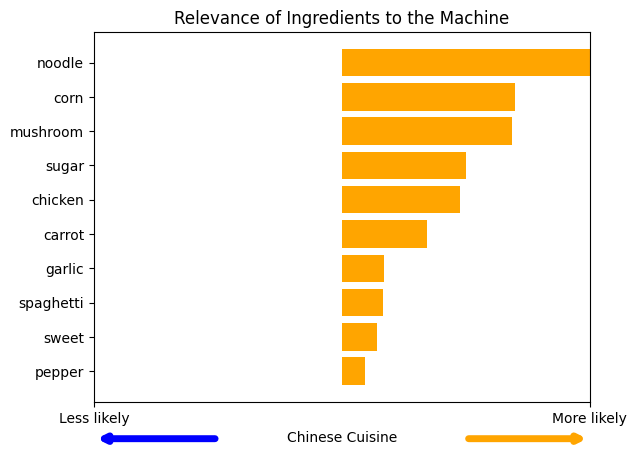 Relevance of Ingredients to the Machine
noodle
corn
mushroom
sugar
chicken
carrot
garlic
spaghetti
sweet
pepper
Less likely
More likely
Chinese Cuisine